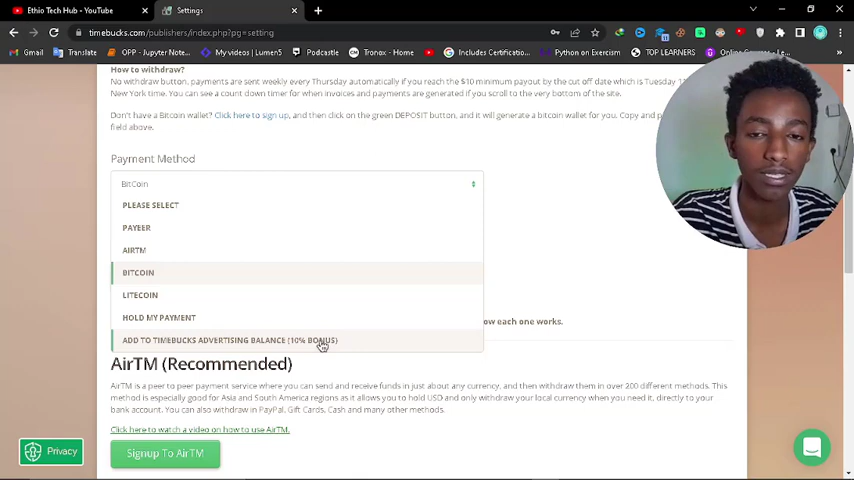 Ethio Tech Hub - YouTube
Settings
timebucks.com/publishers/index.php?pg=setting
Gmail
Translate
OPP - Jupyter Note...
My videos | Lumen5
Podcastle
Tronox - Home
Includes Certificatio...
Python on Exercism
TOP LEARNERS
Online Courses
How to withdraw?
No withdraw button, payments are sent weekly every Thursday automatically if you reach the $10 minimum payout by the cut off date which is Tuesday
New York time. You can see a count down timer for when invoices and payments are generated if you scroll to the very bottom of the site.
Don't have a Bitcoin wallet? Click here to sign up, and then click on the green DEPOSIT button, and it will generate a bitcoin wallet for you. Copy and
field above.
Payment Method
BitCoin
PLEASE SELECT
PAYEER
AIRTM
BITCOIN
LITECOIN
HOLD MY PAYMENT
ow each one works.
ADD TO TIMEBUCKS ADVERTISING BALANCE (10% BONUS)
AirTM (Recommended)
AirTM is a peer to peer payment service where you can send and receive funds in just about any currency, and then withdraw them in over 200 different methods. This
method is especially good for Asia and South America regions as it allows you to hold USD and only withdraw your local currency when you need it, directly to your
bank account. You can also withdraw in PayPal, Gift Cards, Cash and many other methods.
Click here to watch a video on how to use AirTM.
Signup To AirTM
Privacy